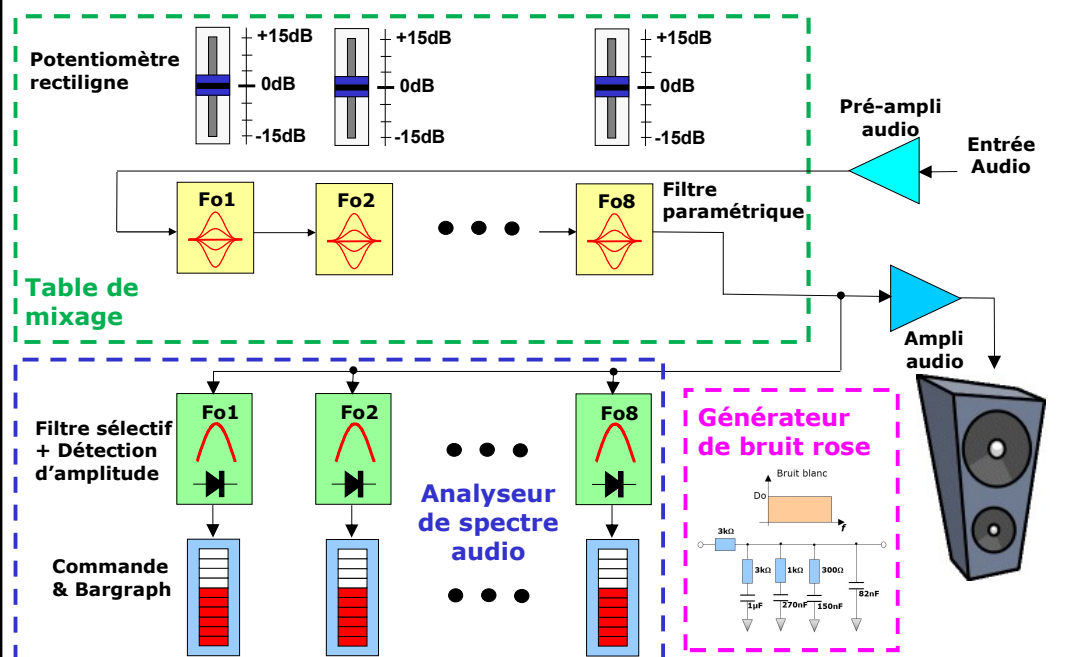 +15dB
+15dB
+15dB
Potentiomètre
rectiligne
0dB
0dB
0dB
-15dB
-15dB
-15dB
Pré-ampli
audio
Entrée
Audio
Fo1
Fo2
Fo8
Filtre
paramétrique
Table de
mixage
Ampli
audio
Fo1
Fo2
Fo8
Filtre sélectif
+ Détection
d'amplitude
Analyseur
de spectre
audio
Commande
& Bargraph
Générateur
de bruit rose
Bruit blanc
Do
f
3kΩ
3kΩ
1kΩ
300Ω
1µF
270nF
150nF
82nF